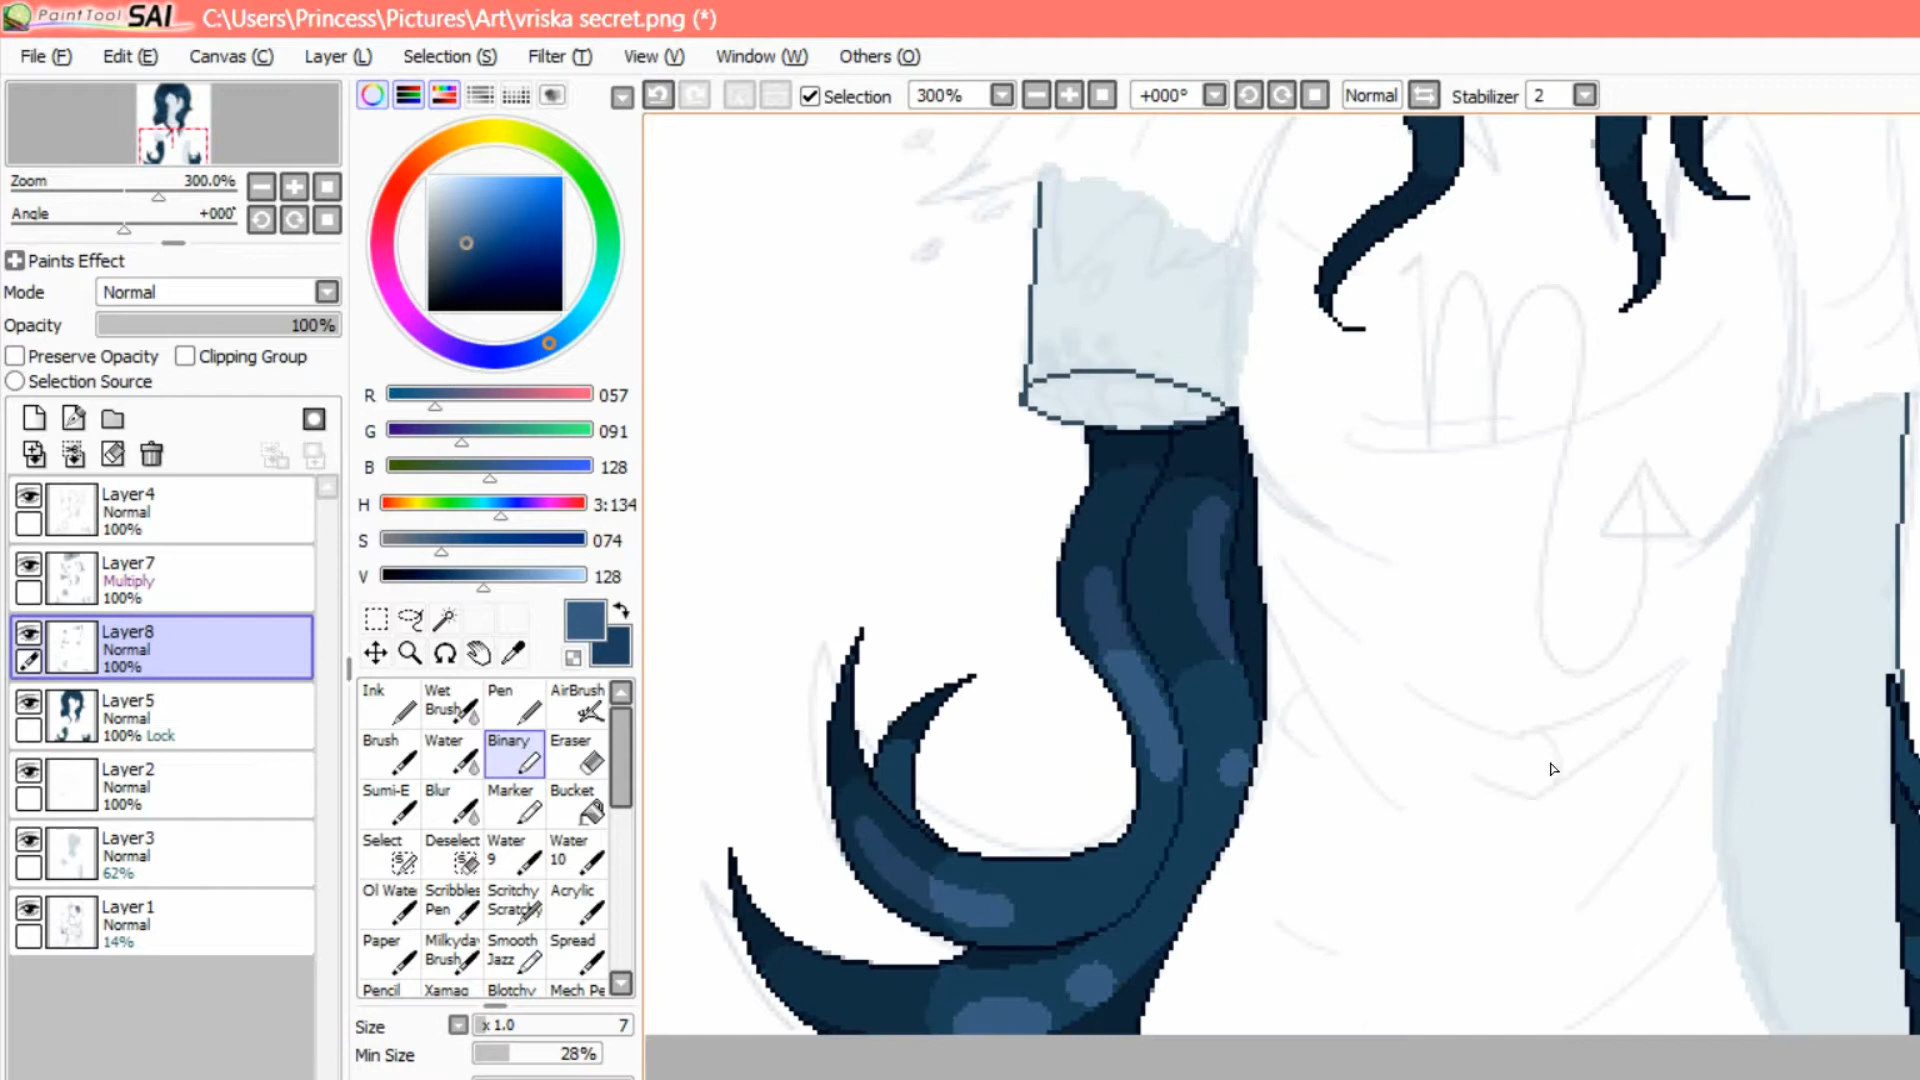 PaintTool SAI C:\Users\Princess\Pictures\Art\vriska secret.png (*)
File (F) Edit (E) Canvas (C) Layer (L) Selection (S) Filter (T) View (V) Window (W) Others (O)
Selection 300% +000° Normal Stabilizer 2
Zoom 300.0%
Angle +000°
Paints Effect
Mode Normal
Opacity 100%
Preserve Opacity Clipping Group
Selection Source
Layer4
Normal
100%
Layer7
Multiply
100%
Layer8
Normal
100%
Layer5
Normal
100% Lock
Layer2
Normal
100%
Layer3
Normal
62%
Layer1
Normal
14%
R 057
G 091
B 128
H 3:134
S 074
V 128
Ink Wet Brush Pen AirBrush
Brush Water Binary Eraser
Sumi-E Blur Marker Bucket
Select Deselect Water 9 Water 10
Ol Wate Scribbles Pen Scritchy Scratchy Acrylic
Paper Milkyda Brush Smooth Jazz Spread
Pencil Xamag Blotchy Mech Pe
Size x 1.0 7
Min Size 28%
m